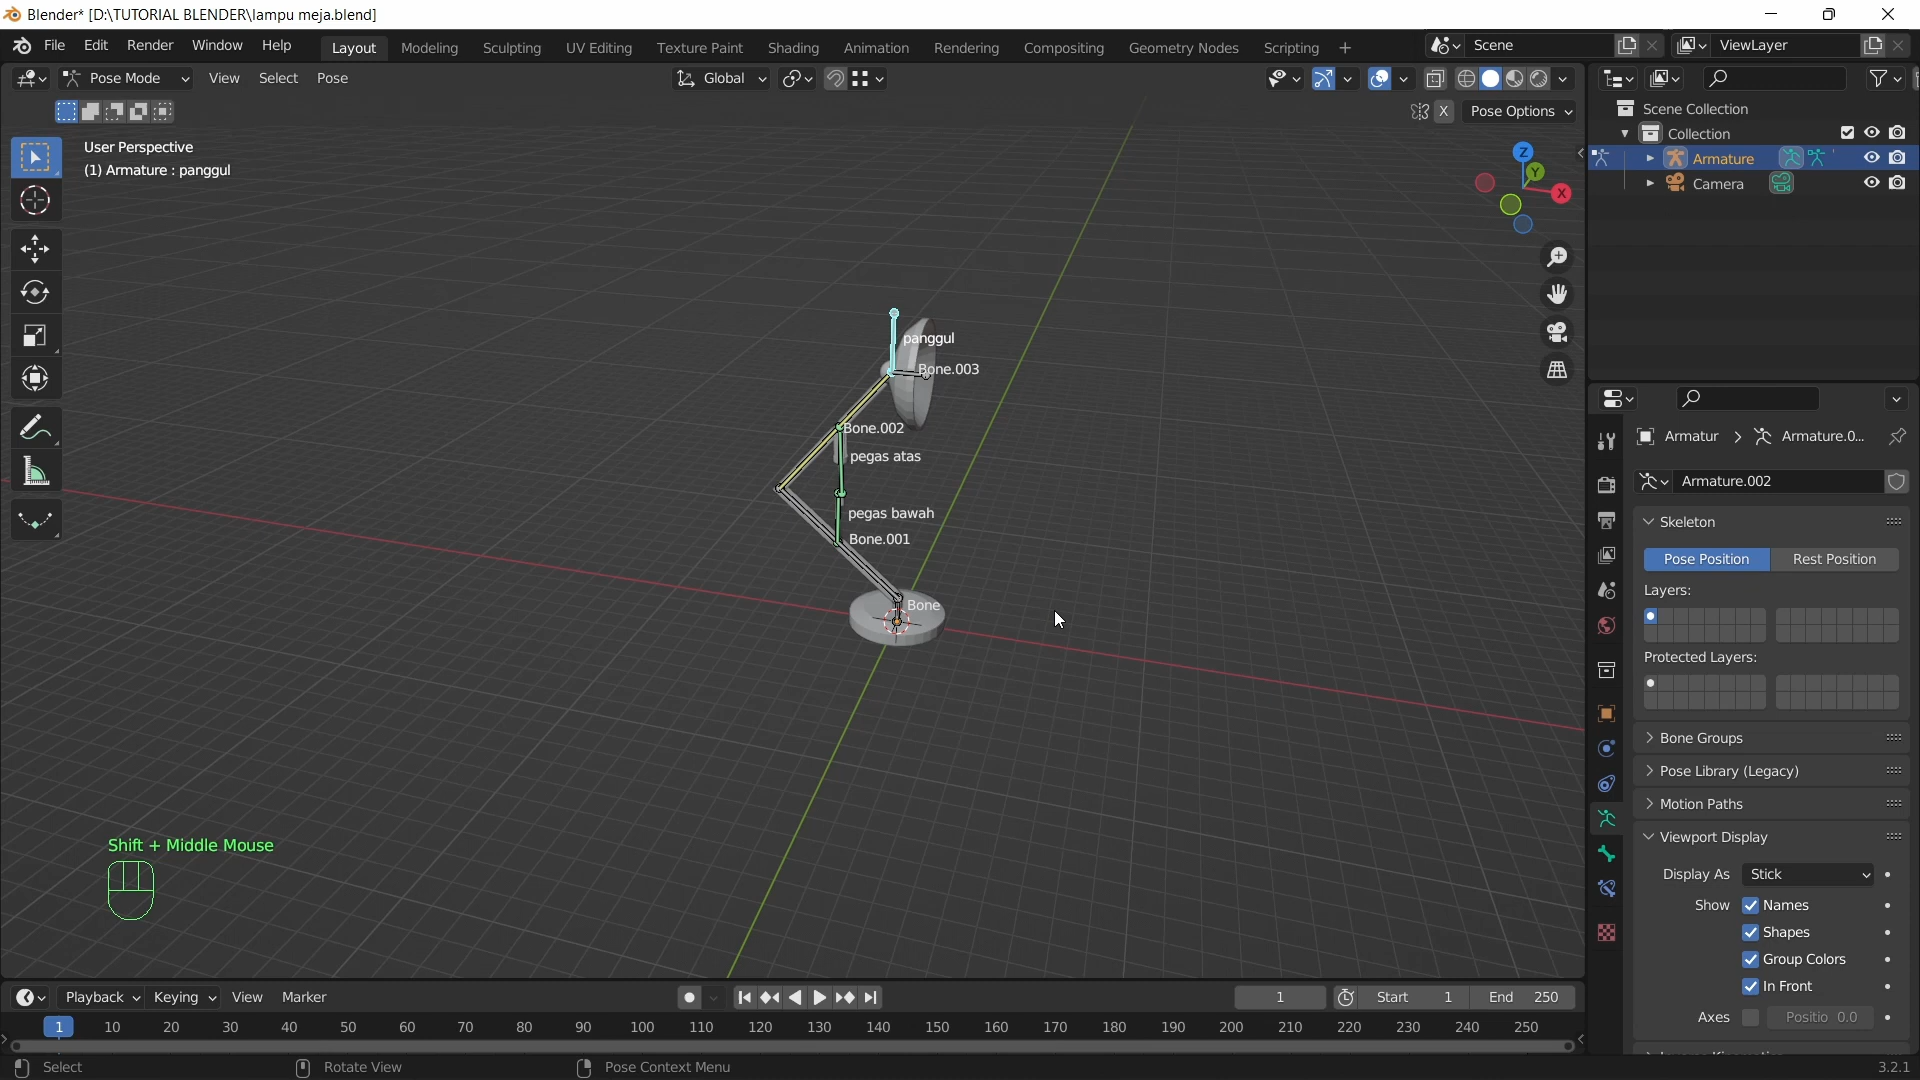 Blender* [D:\TUTORIAL BLENDER\lampu meja.blend]
File Edit Render Window Help Layout Modeling Sculpting UV Editing Texture Paint Shading Animation Rendering Compositing Geometry Nodes Scripting + Scene ViewLayer
Pose Mode View Select Pose Global
X Pose Options
User Perspective
(1) Armature : panggul
Z
Y
X
panggul
Bone.003
Bone.002
pegas atas
pegas bawah
Bone.001
Bone
Shift + Middle Mouse
Scene Collection
Collection
Armature
Camera
Armatur Armature.0...
Armature.002
Skeleton
Pose Position Rest Position
Layers:
Protected Layers:
Bone Groups
Pose Library (Legacy)
Motion Paths
Viewport Display
Display As Stick
Show Names
Shapes
Group Colors
In Front
Axes Positio 0.0
Playback Keying View Marker 1 Start 1 End 250
1 10 20 30 40 50 60 70 80 90 100 110 120 130 140 150 160 170 180 190 200 210 220 230 240 250
Select Rotate View Pose Context Menu 3.2.1